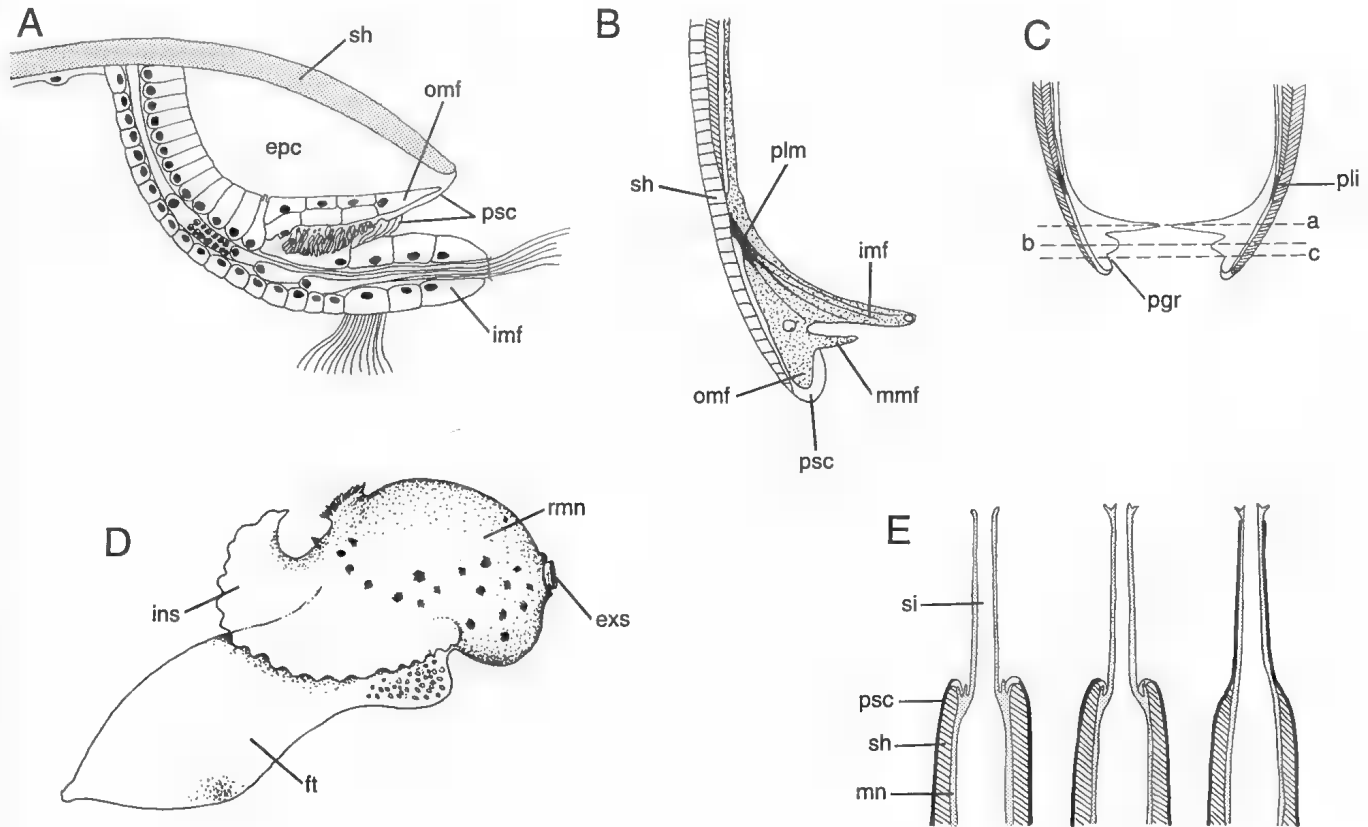 A
sh
omf
epc
psc
imf
B
plm
sh
imf
omf
mmf
psc
C
pli
a
b
c
pgr
D
rmn
ins
exs
ft
E
si
psc
sh
mn